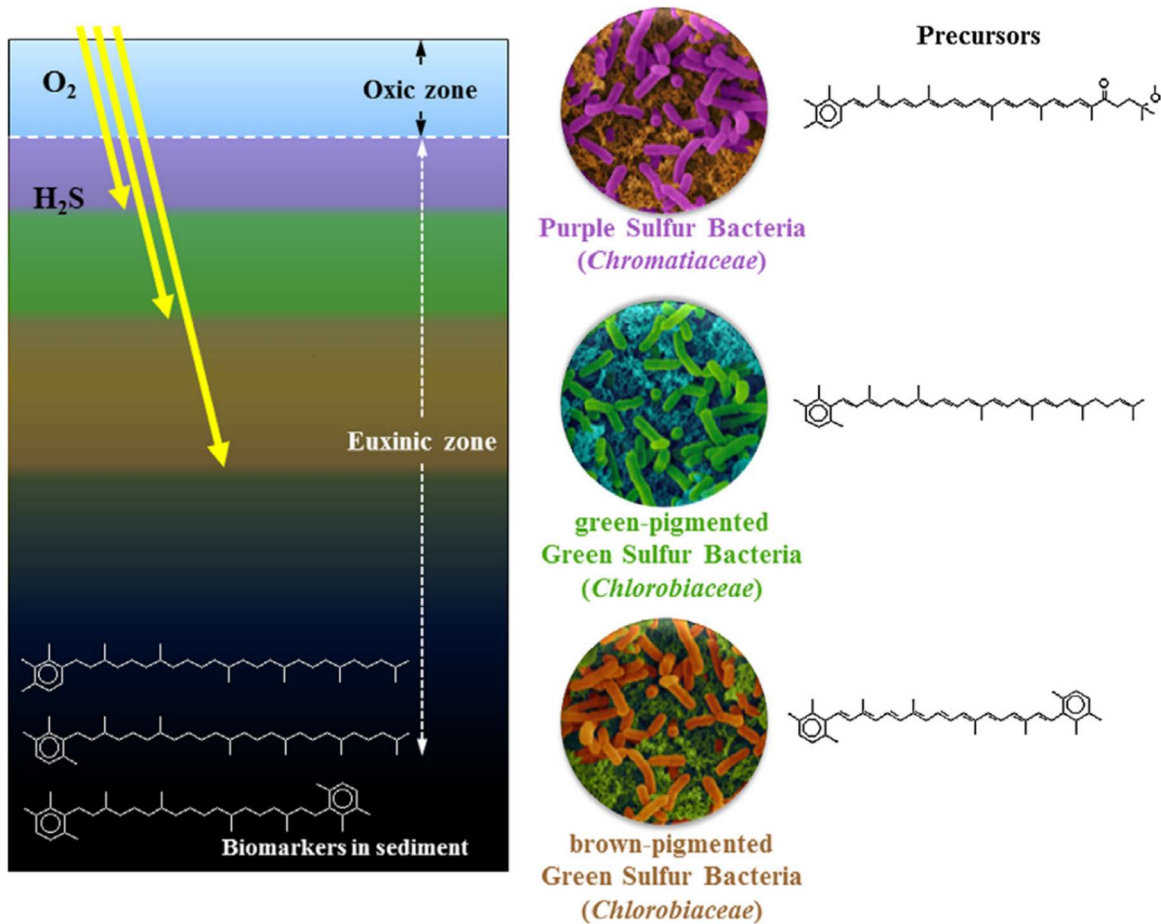 O₂
Oxic zone
H₂S
Euxinic zone
Biomarkers in sediment
Purple Sulfur Bacteria
(Chromatiaceae)
green-pigmented
Green Sulfur Bacteria
(Chlorobiaceae)
brown-pigmented
Green Sulfur Bacteria
(Chlorobiaceae)
Precursors
O
O